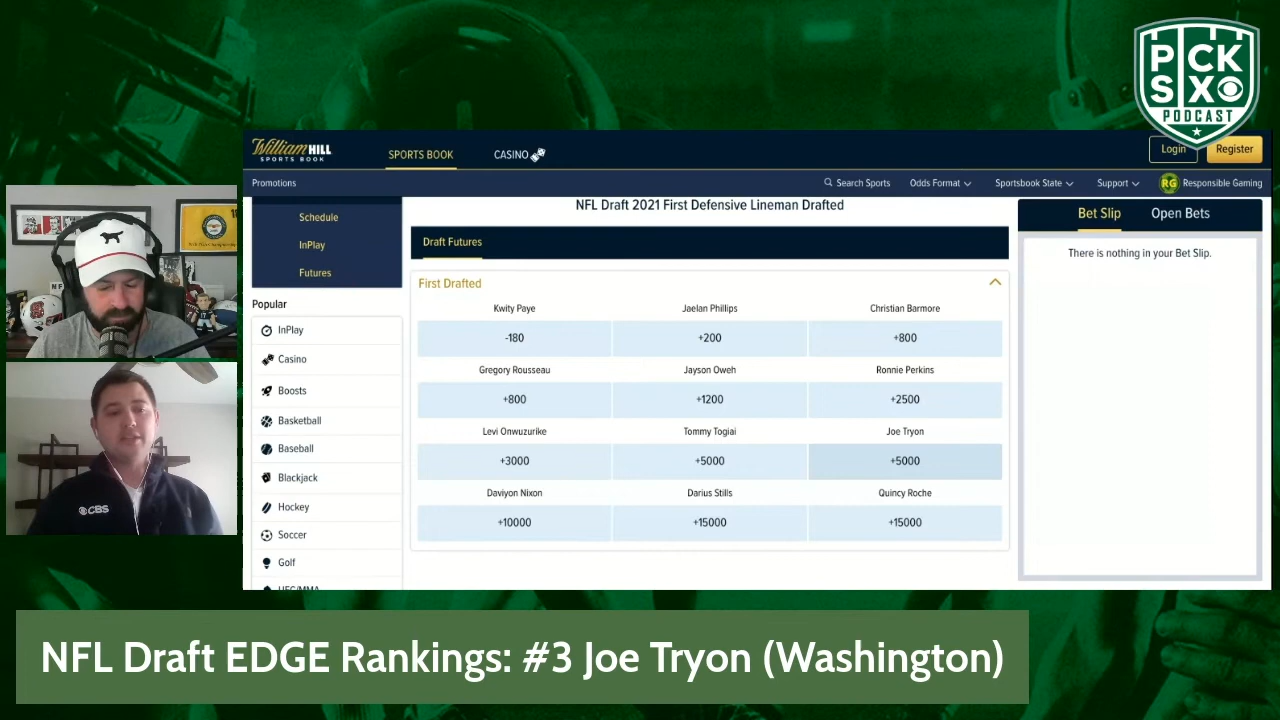 PICK
SIX
PODCAST
William HILL
SPORTS BOOK
SPORTS BOOK
CASINO
Login
Register
Promotions
Search Sports
Odds Format
Sportsbook State
Support
RG Responsible Gaming
Schedule
InPlay
Futures
Popular
InPlay
Casino
Boosts
Basketball
Baseball
Blackjack
Hockey
Soccer
Golf
UFC/MMA
NFL Draft 2021 First Defensive Lineman Drafted
Draft Futures
First Drafted
Kwity Paye Jaelan Phillips Christian Barmore
-180 +200 +800
Gregory Rousseau Jayson Oweh Ronnie Perkins
+800 +1200 +2500
Levi Onwuzurike Tommy Togiai Joe Tryon
+3000 +5000 +5000
Daviyon Nixon Darius Stills Quincy Roche
+10000 +15000 +15000
Bet Slip Open Bets
There is nothing in your Bet Slip.
CBS
NFL Draft EDGE Rankings: #3 Joe Tryon (Washington)